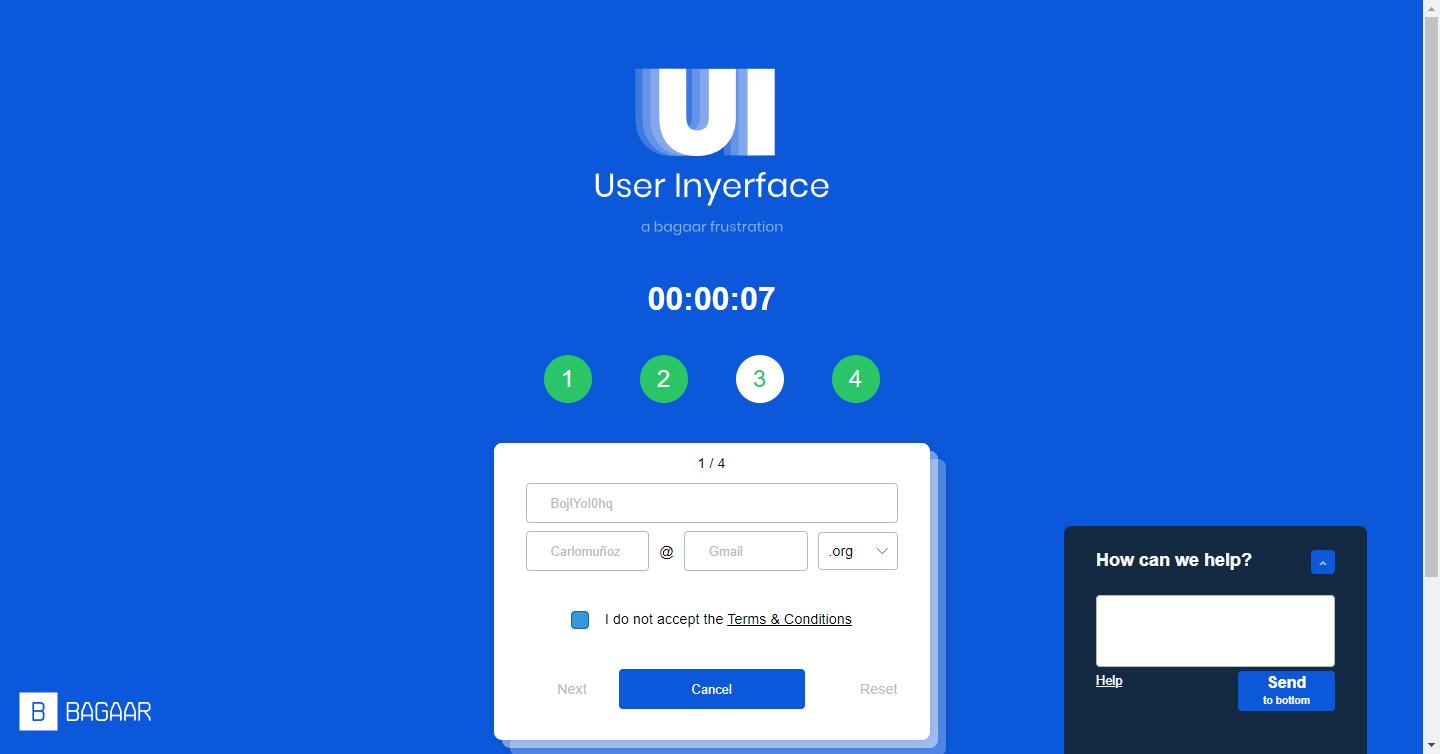 UI
User Inyerface
a bagaar frustration
00:00:07
1 2 3 4
1 / 4
Boj!Yol0hq
Carlomuñoz @ Gmail .org
I do not accept the Terms & Conditions
Next Cancel Reset
How can we help?
Help
Send
to bottom
B BAGAAR